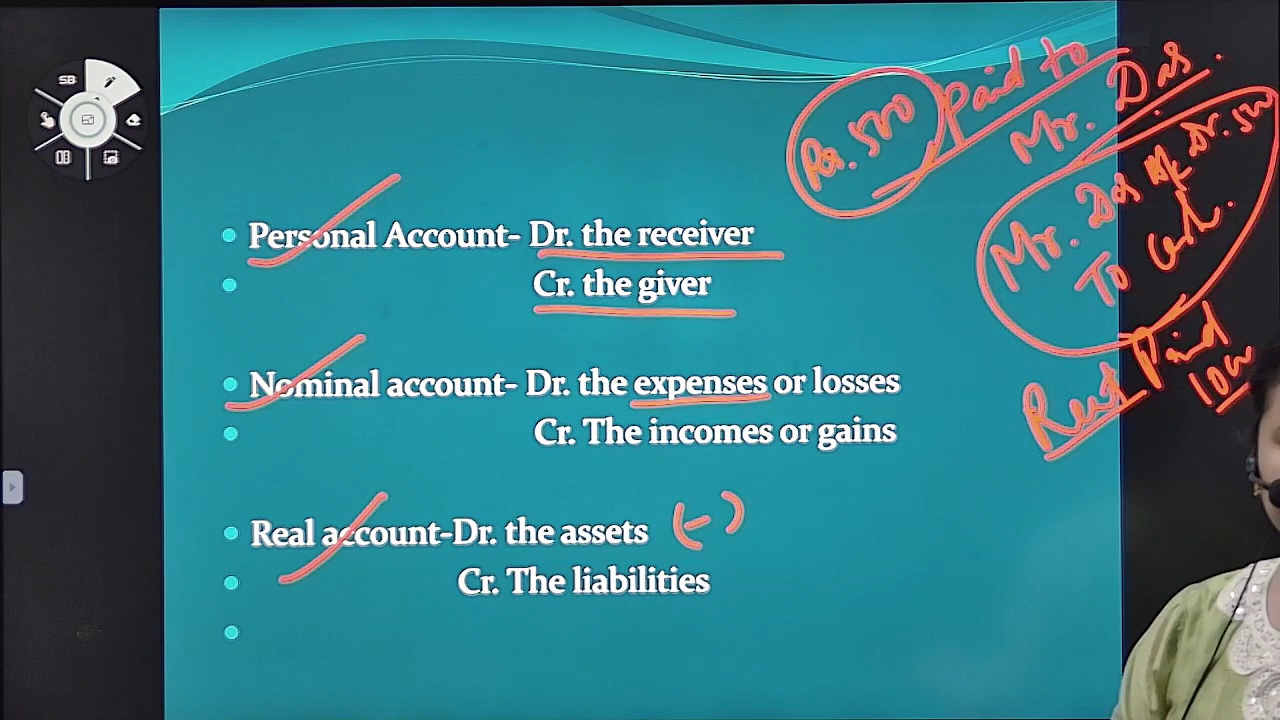 SB
Rs. 500 Paid to
Mr. Das.
Mr. Das A/c Dr. 500
To Cash.
Rent Paid
100
• Personal Account- Dr. the receiver
• Cr. the giver
• Nominal account- Dr. the expenses or losses
• Cr. The incomes or gains
• Real account-Dr. the assets (-)
• Cr. The liabilities
•